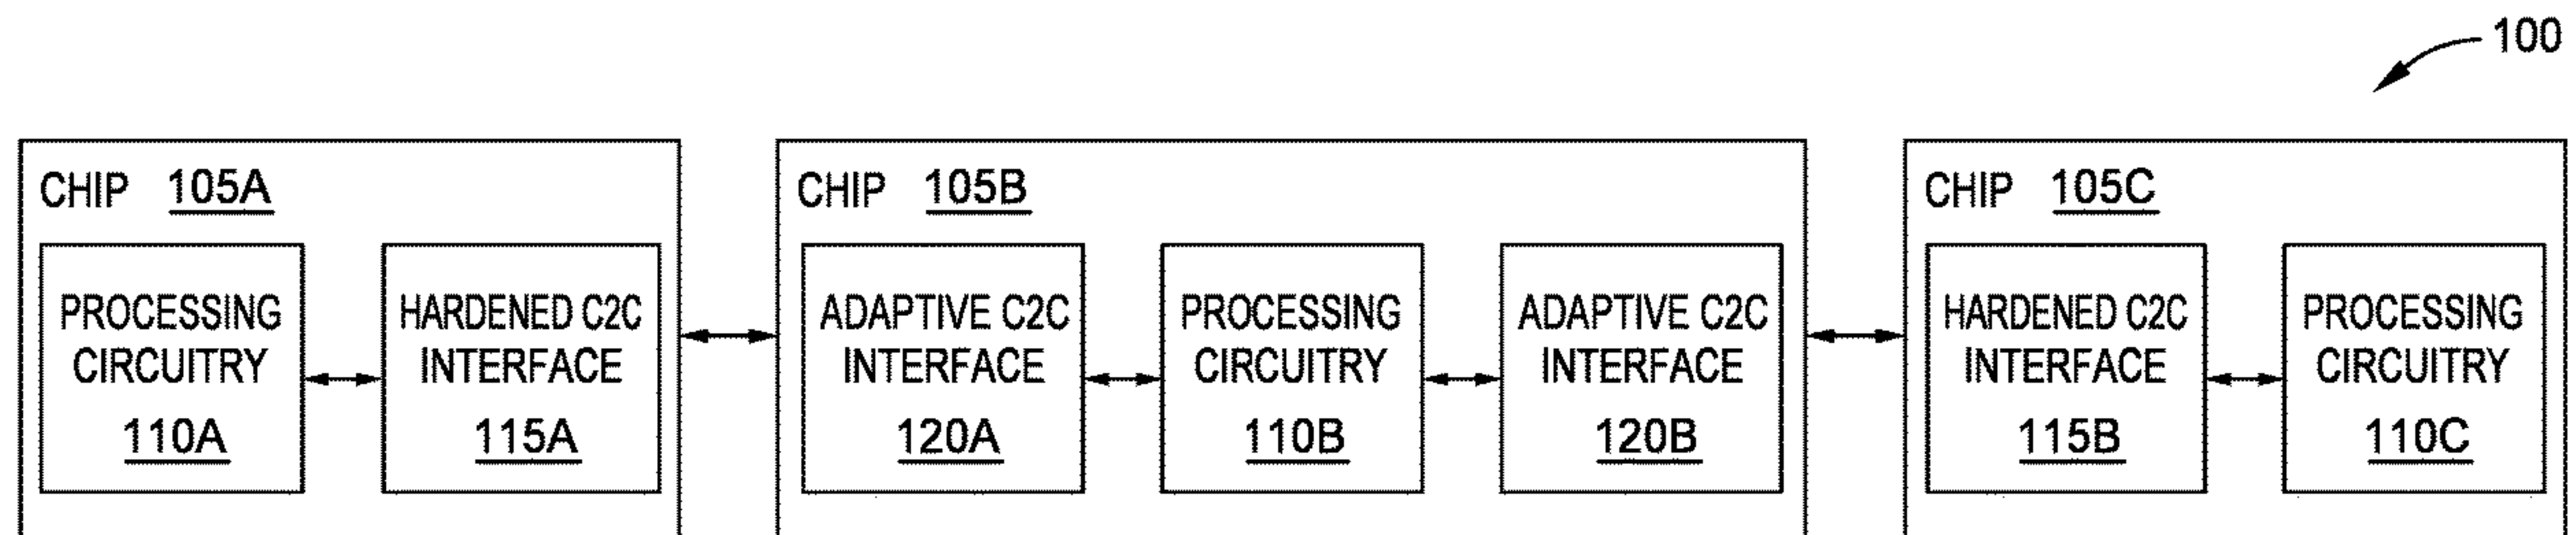 100
CHIP 105A
PROCESSING
CIRCUITRY
110A
HARDENED C2C
INTERFACE
115A
CHIP 105B
ADAPTIVE C2C
INTERFACE
120A
PROCESSING
CIRCUITRY
110B
ADAPTIVE C2C
INTERFACE
120B
CHIP 105C
HARDENED C2C
INTERFACE
115B
PROCESSING
CIRCUITRY
110C